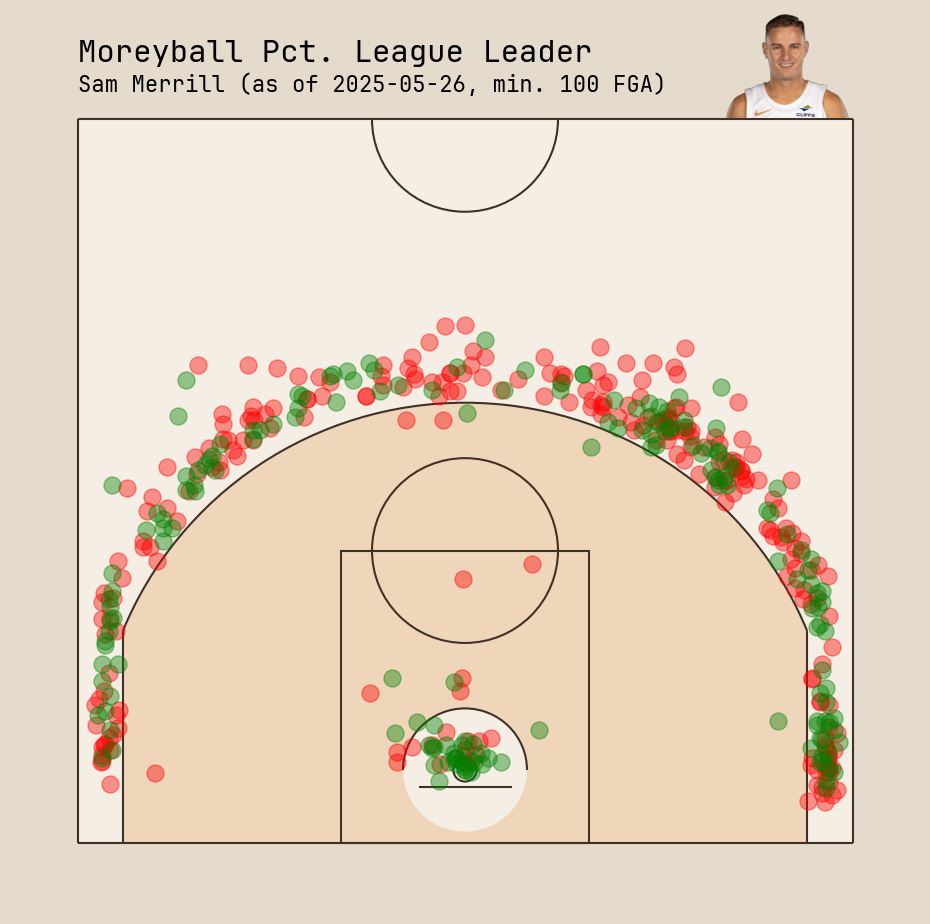 Moreyball Pct. League Leader
Sam Merrill (as of 2025-05-26, min. 100 FGA)